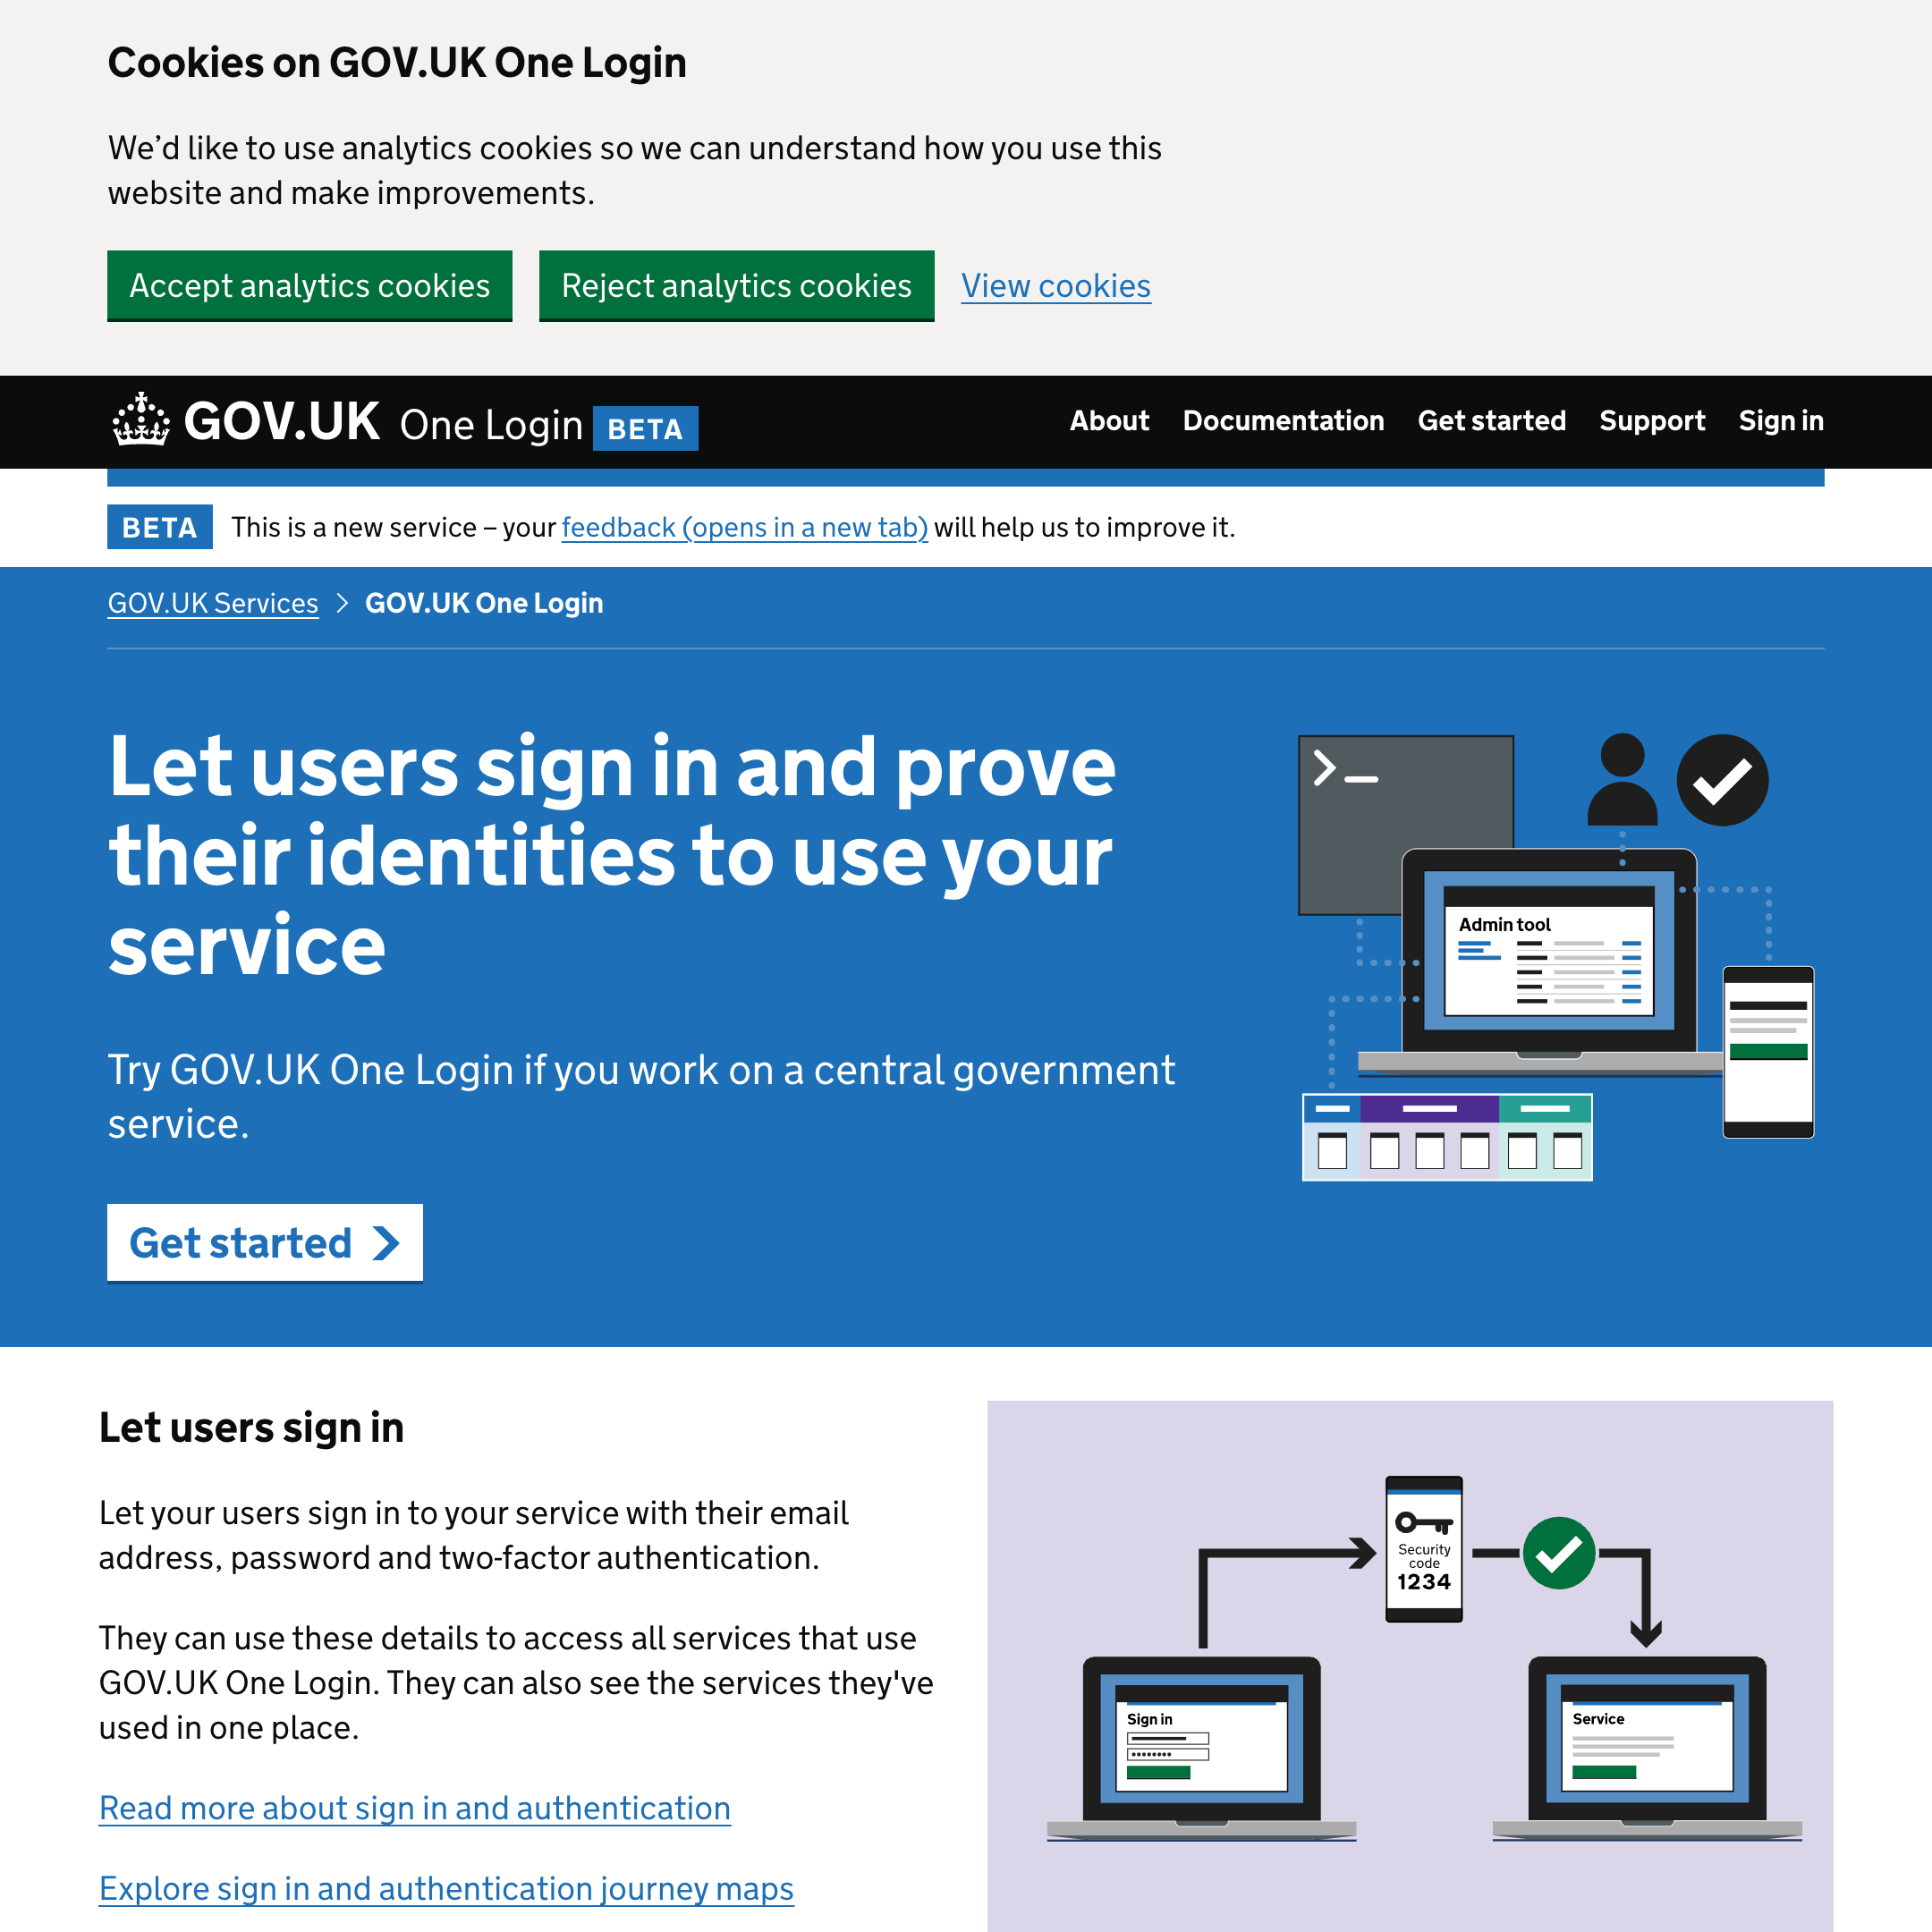 Cookies on GOV.UK One Login
We’d like to use analytics cookies so we can understand how you use this
website and make improvements.
Accept analytics cookies
Reject analytics cookies
View cookies
GOV.UK One Login BETA
About
Documentation
Get started
Support
Sign in
BETA This is a new service – your feedback (opens in a new tab) will help us to improve it.
GOV.UK Services > GOV.UK One Login
Let users sign in and prove
their identities to use your
service
Try GOV.UK One Login if you work on a central government
service.
Get started
Admin tool
Let users sign in
Let your users sign in to your service with their email
address, password and two-factor authentication.
They can use these details to access all services that use
GOV.UK One Login. They can also see the services they've
used in one place.
Read more about sign in and authentication
Explore sign in and authentication journey maps
Security
code
1234
Sign in
Service